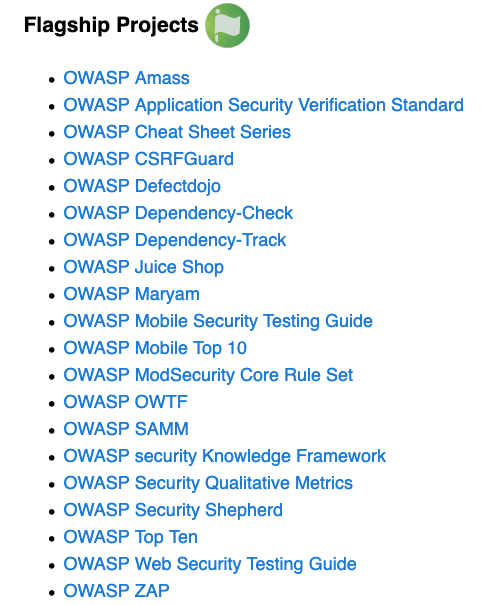 Flagship Projects
• OWASP Amass
• OWASP Application Security Verification Standard
• OWASP Cheat Sheet Series
• OWASP CSRFGuard
• OWASP Defectdojo
• OWASP Dependency-Check
• OWASP Dependency-Track
• OWASP Juice Shop
• OWASP Maryam
• OWASP Mobile Security Testing Guide
• OWASP Mobile Top 10
• OWASP ModSecurity Core Rule Set
• OWASP OWTF
• OWASP SAMM
• OWASP security Knowledge Framework
• OWASP Security Qualitative Metrics
• OWASP Security Shepherd
• OWASP Top Ten
• OWASP Web Security Testing Guide
• OWASP ZAP